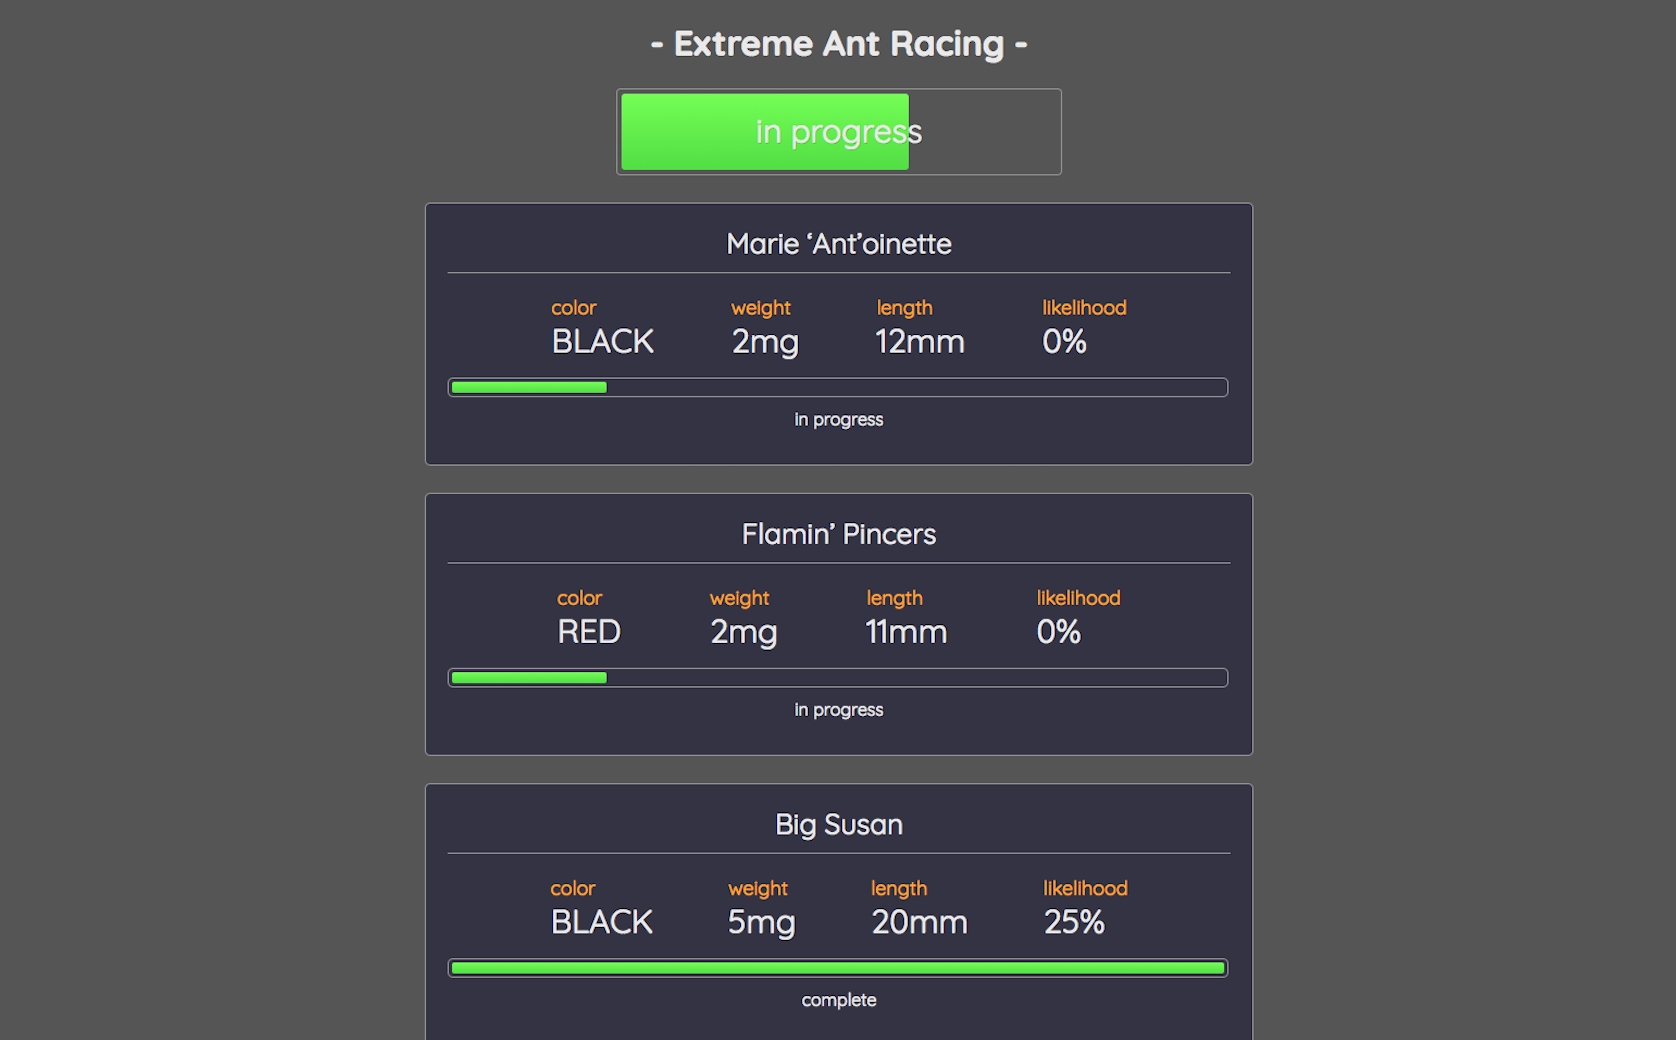 - Extreme Ant Racing -
in progress
Marie ‘Ant’oinette
color weight length likelihood
BLACK 2mg 12mm 0%
in progress
Flamin’ Pincers
color weight length likelihood
RED 2mg 11mm 0%
in progress
Big Susan
color weight length likelihood
BLACK 5mg 20mm 25%
complete